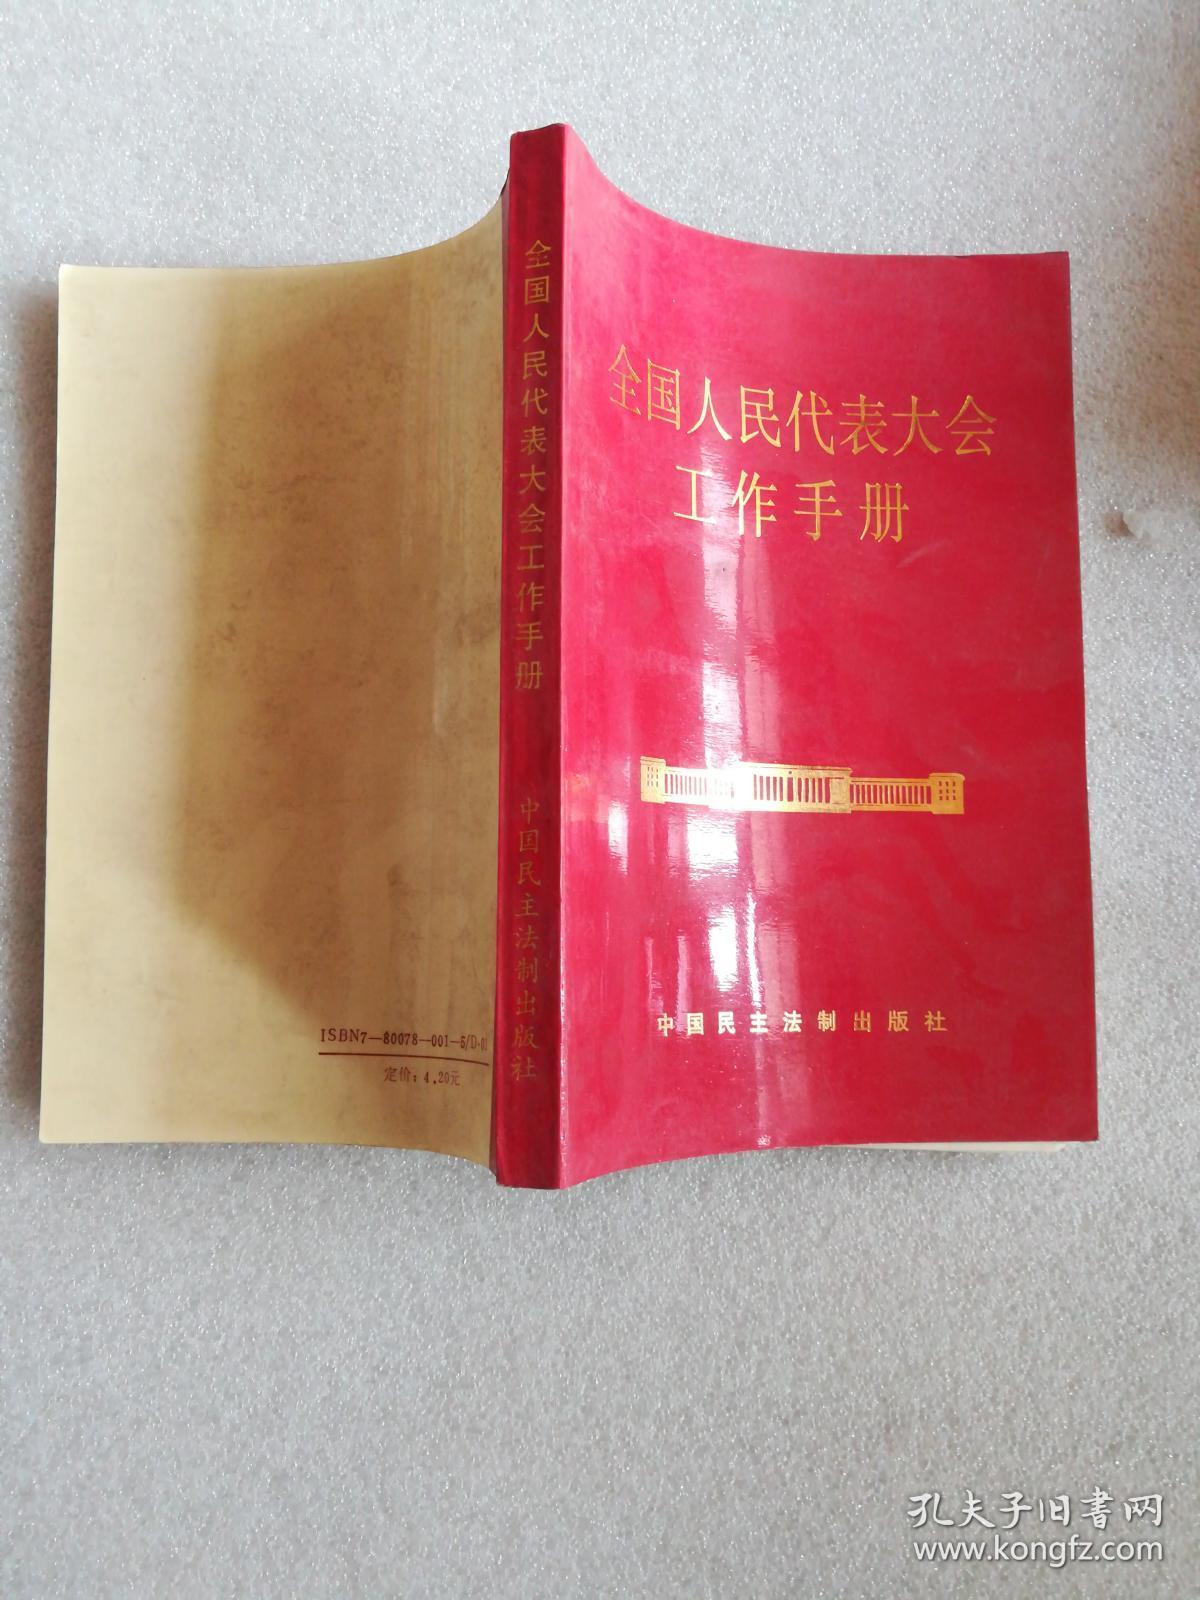 全国人民代表大会
工作手册
中国民主法制出版社
全国人民代表大会工作手册
中国民主法制出版社
ISBN7—80078—001—5/D·01
定价：4.20元
孔夫子旧书网
www.kongfz.com